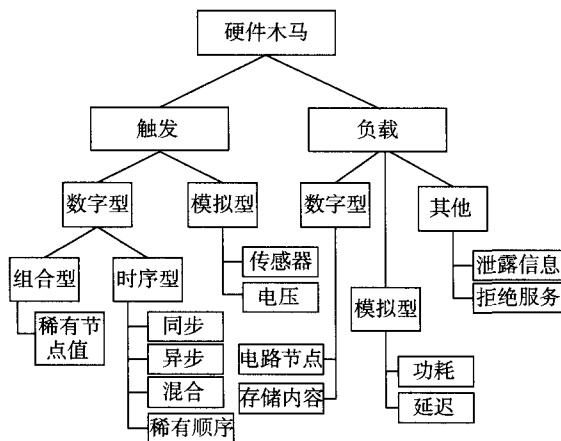 硬件木马
触发
负载
数字型
模拟型
数字型
其他
组合型
时序型
传感器
电压
泄露信息
拒绝服务
模拟型
稀有节
点值
同步
异步
混合
稀有顺序
电路节点
存储内容
功耗
延迟